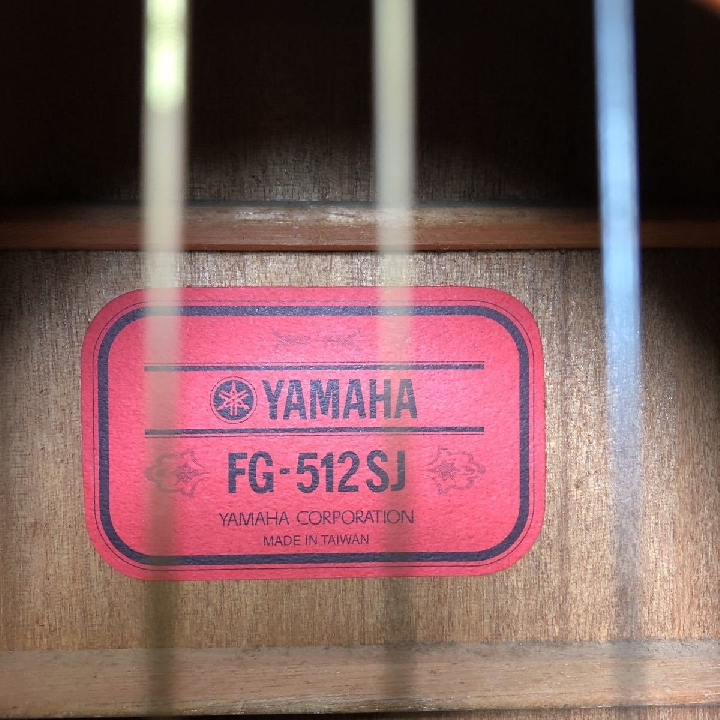 YAMAHA
FG-512SJ
YAMAHA CORPORATION
MADE IN TAIWAN